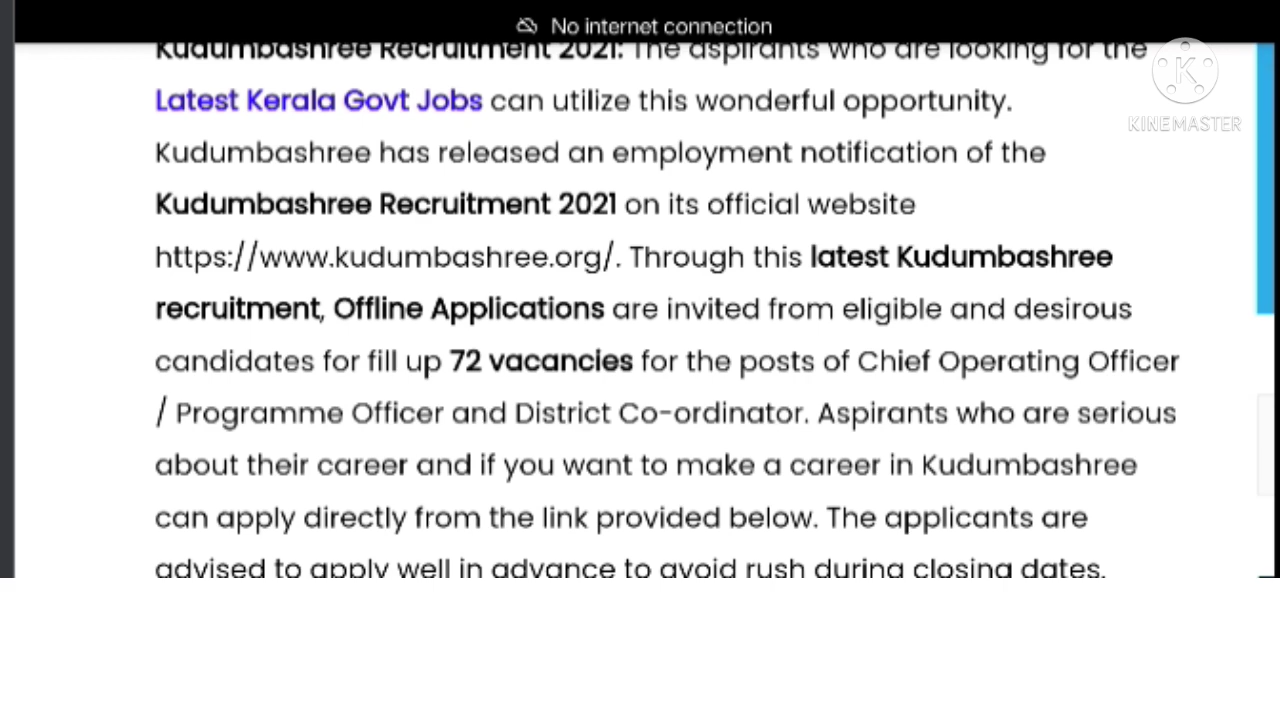 No internet connection
Kudumbashree Recruitment 2021: The aspirants who are looking for the
K
KINEMASTER
Latest Kerala Govt Jobs can utilize this wonderful opportunity.
Kudumbashree has released an employment notification of the
Kudumbashree Recruitment 2021 on its official website
https://www.kudumbashree.org/. Through this latest Kudumbashree
recruitment, Offline Applications are invited from eligible and desirous
candidates for fill up 72 vacancies for the posts of Chief Operating Officer
/ Programme Officer and District Co-ordinator. Aspirants who are serious
about their career and if you want to make a career in Kudumbashree
can apply directly from the link provided below. The applicants are
advised to apply well in advance to avoid rush during closing dates.